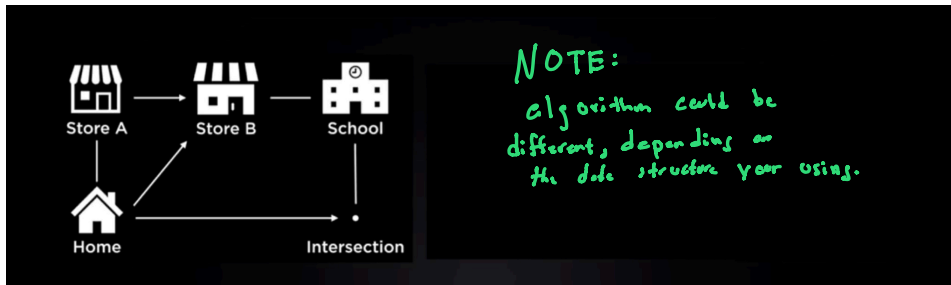 Store A
Store B
School
Home
Intersection
NOTE:
algorithm could be
different, depending on
the data structure your using.